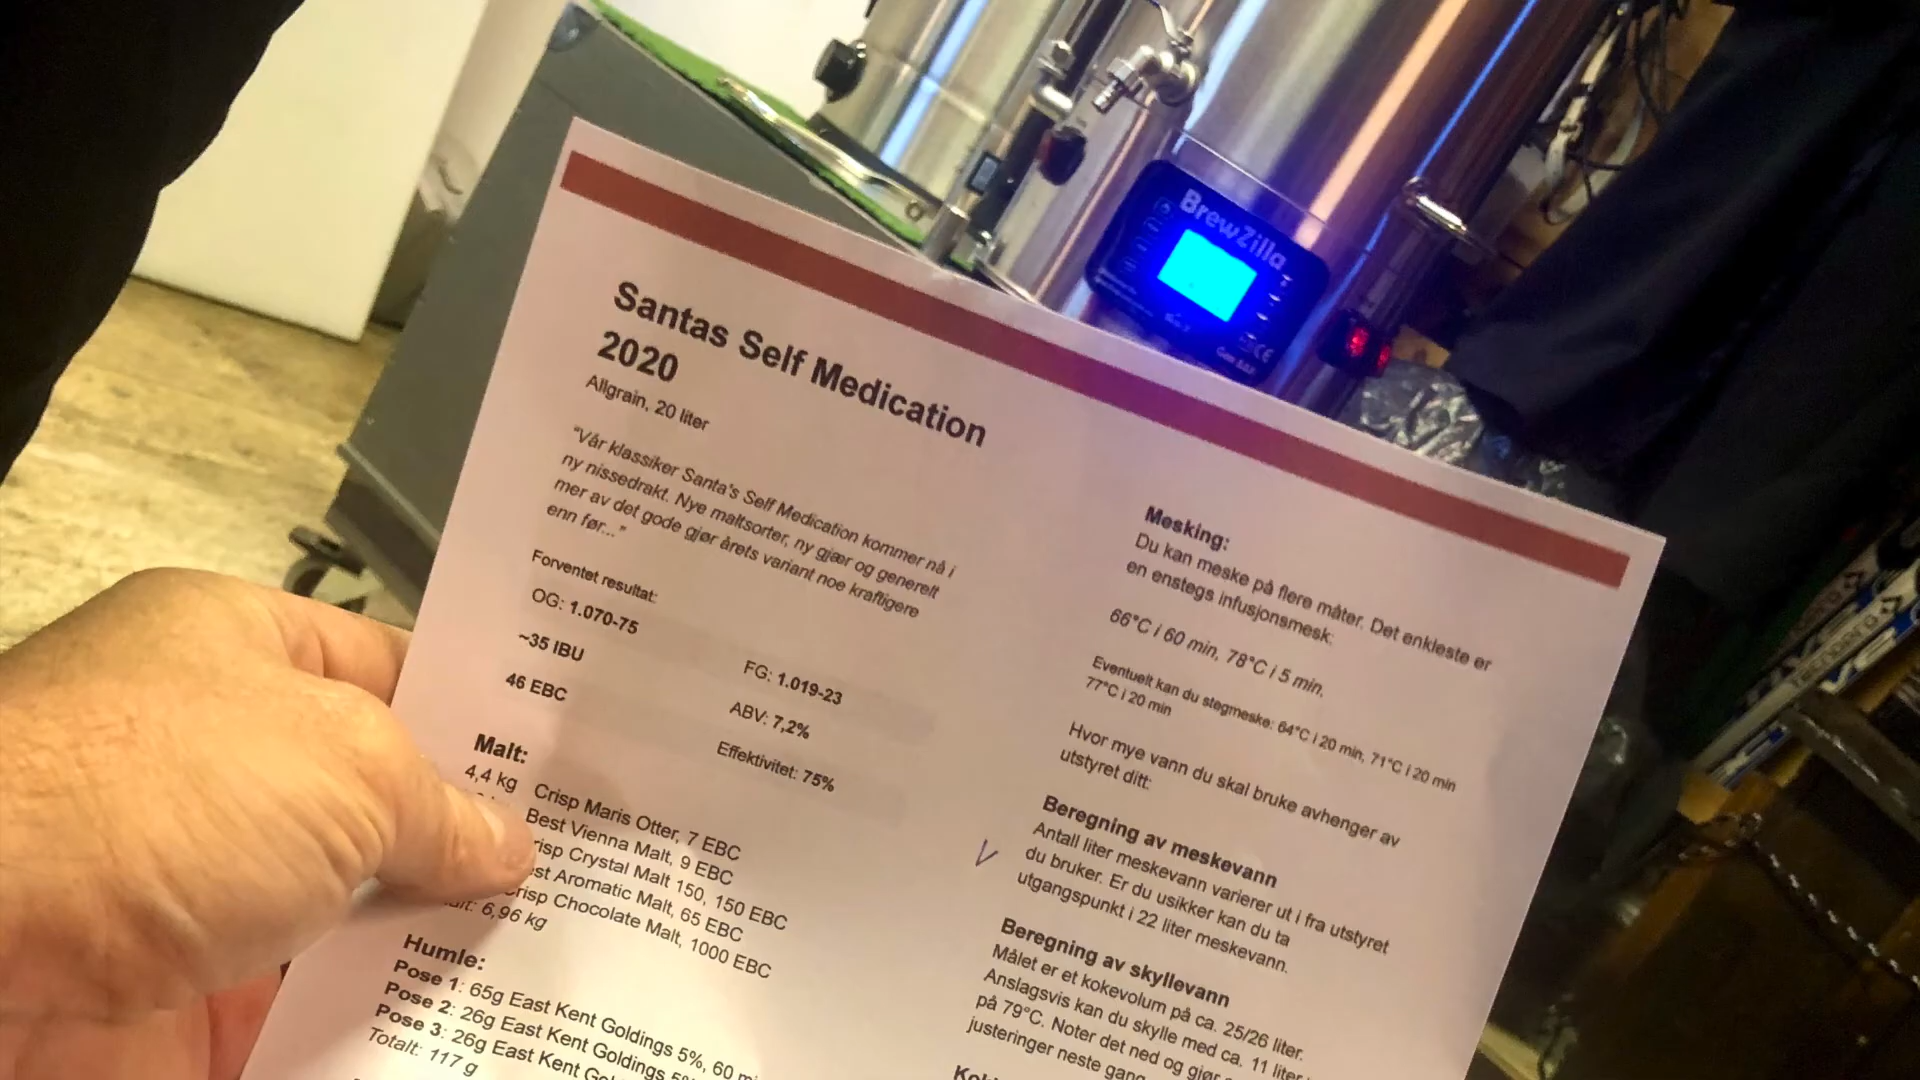 BrewZilla
Santas Self Medication
2020
Allgrain, 20 liter
"Vår klassiker Santa's Self Medication kommer nå i
ny nissedrakt. Nye maltsorter, ny gjær og generelt
mer av det gode gjør årets variant noe kraftigere
enn før..."
Forventet resultat:
OG: 1.070-75
FG: 1.019-23
~35 IBU
ABV: 7,2%
46 EBC
Effektivitet: 75%
Malt:
4,4 kg Crisp Maris Otter, 7 EBC
Best Vienna Malt, 9 EBC
Crystal Malt 150, 150 EBC
Aromatic Malt, 65 EBC
Crisp Chocolate Malt, 1000 EBC
6,96 kg
Humle:
Pose 1: 65g East Kent Goldings 5%, 60
Pose 2: 26g East Kent Goldings
Pose 3: 26g East Kent
Totalt: 117 g
Mesking:
Du kan meske på flere måter. Det enkleste er
en enstegs infusjonsmesk:
66°C i 60 min, 78°C i 5 min.
Eventuelt kan du stegmeske: 64°C i 20 min, 71°C i 20 min
77°C i 20 min
Hvor mye vann du skal bruke avhenger av
utstyret ditt:
Beregning av meskevann
Antall liter meskevann varierer ut i fra utstyret
du bruker. Er du usikker kan du ta
utgangspunkt i 22 liter meskevann.
Beregning av skyllevann
Målet er et kokevolum på ca. 25/26 liter.
Anslagsvis kan du skylle med ca. 11 liter
på 79°C. Noter det ned og gjør
justeringer neste gang